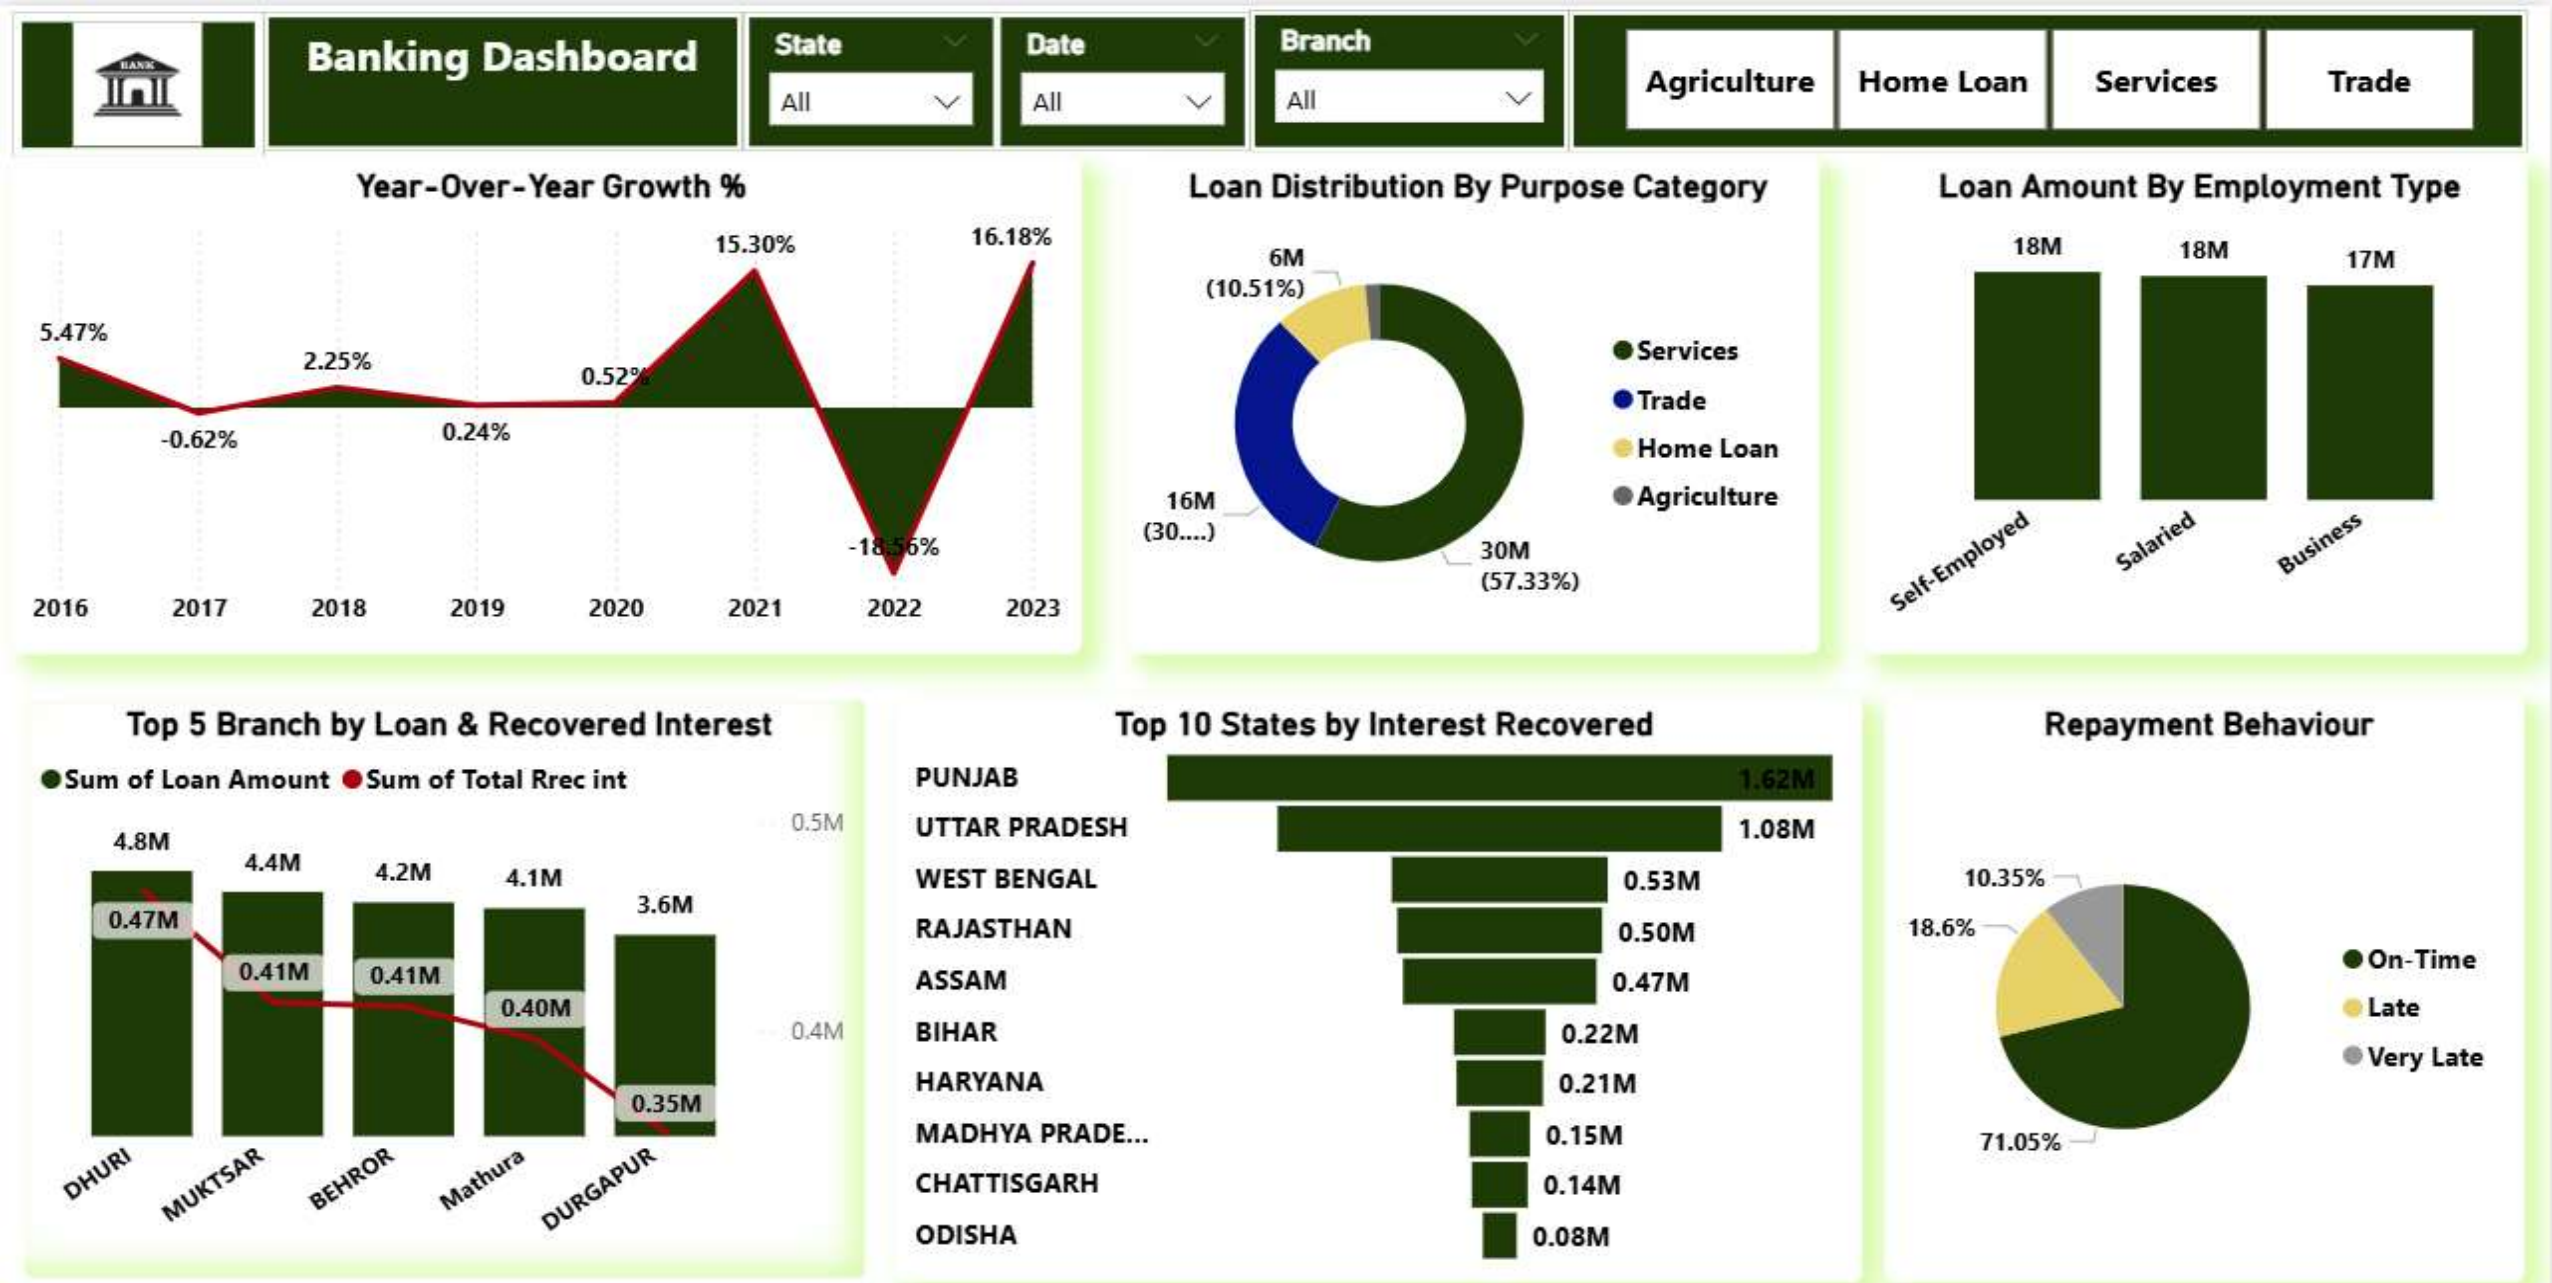 BANK
Banking Dashboard
State
All
Date
All
Branch
All
Agriculture
Home Loan
Services
Trade
Year-Over-Year Growth %
5.47%
-0.62%
2.25%
0.24%
0.52%
15.30%
-18.56%
16.18%
2016 2017 2018 2019 2020 2021 2022 2023
Loan Distribution By Purpose Category
6M
(10.51%)
16M
(30....)
30M
(57.33%)
Services
Trade
Home Loan
Agriculture
Loan Amount By Employment Type
18M
18M
17M
Self-Employed
Salaried
Business
Top 5 Branch by Loan & Recovered Interest
Sum of Loan Amount
Sum of Total Rrec int
4.8M
4.4M
4.2M
4.1M
3.6M
0.47M
0.41M
0.41M
0.40M
0.35M
0.5M
0.4M
DHURI
MUKTSAR
BEHROR
Mathura
DURGAPUR
Top 10 States by Interest Recovered
PUNJAB 1.62M
UTTAR PRADESH 1.08M
WEST BENGAL 0.53M
RAJASTHAN 0.50M
ASSAM 0.47M
BIHAR 0.22M
HARYANA 0.21M
MADHYA PRADE... 0.15M
CHATTISGARH 0.14M
ODISHA 0.08M
Repayment Behaviour
10.35%
18.6%
71.05%
On-Time
Late
Very Late